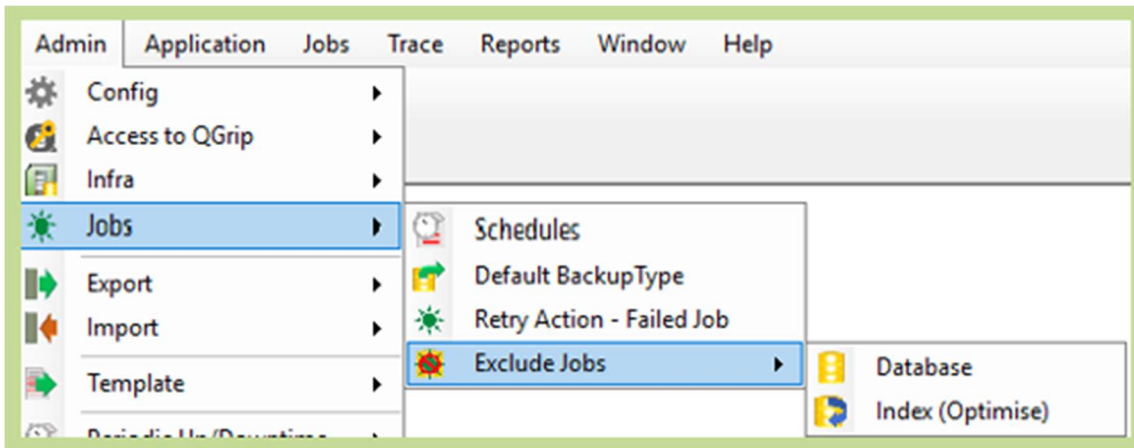 Admin Application Jobs Trace Reports Window Help
Config
Access to QGrip
Infra
Jobs
Schedules
Export
Default BackupType
Import
Retry Action - Failed Job
Template
Exclude Jobs
Database
Index (Optimise)